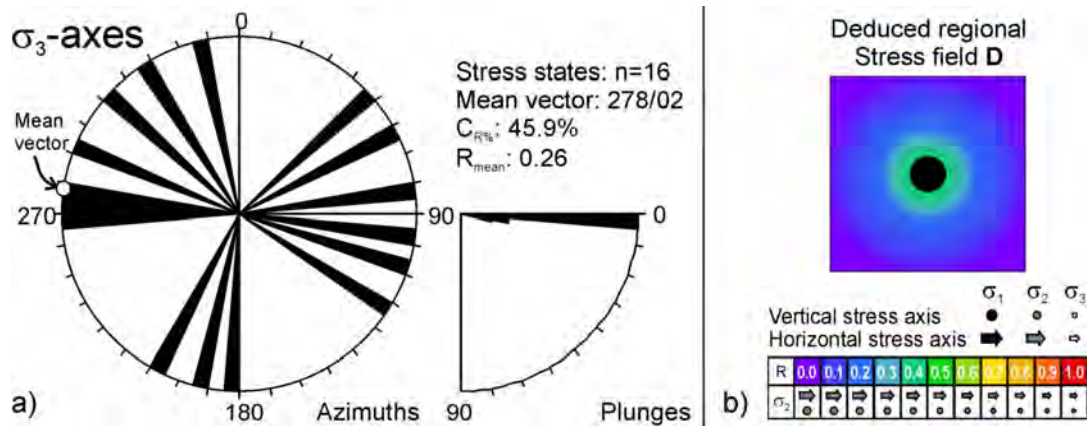 σ3-axes
0
Mean
vector
270
90
180
Azimuths
a)
Stress states: n=16
Mean vector: 278/02
CR%: 45.9%
Rmean: 0.26
0
90
Plunges
Deduced regional
Stress field D
σ1 σ2 σ3
Vertical stress axis
Horizontal stress axis
R 0.0 0.1 0.2 0.3 0.4 0.5 0.6 0.7 0.8 0.9 1.0
σ2
b)